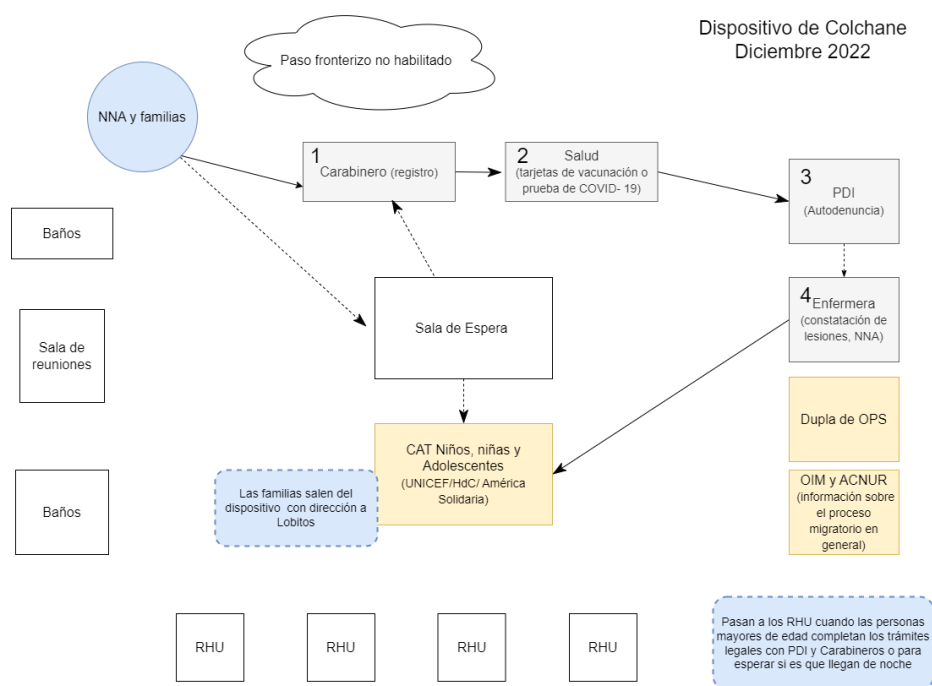 Dispositivo de Colchane
Diciembre 2022
Paso fronterizo no habilitado
NNA y familias
1
Carabinero (registro)
2
Salud
(tarjetas de vacunación o
prueba de COVID- 19)
3
PDI
(Autodenuncia)
Baños
Sala de
reuniones
Sala de Espera
4
Enfermera
(constatación de
lesiones, NNA)
Dupla de OPS
CAT Niños, niñas y
Adolescentes
(UNICEF/HdC/ América
Solidaria)
Las familias salen del
dispositivo con dirección a
Lobitos
Baños
OIM y ACNUR
(información sobre
el proceso
migratorio en
general)
RHU
RHU
RHU
RHU
Pasan a los RHU cuando las personas
mayores de edad completan los trámites
legales con PDI y Carabineros o para
esperar si es que llegan de noche